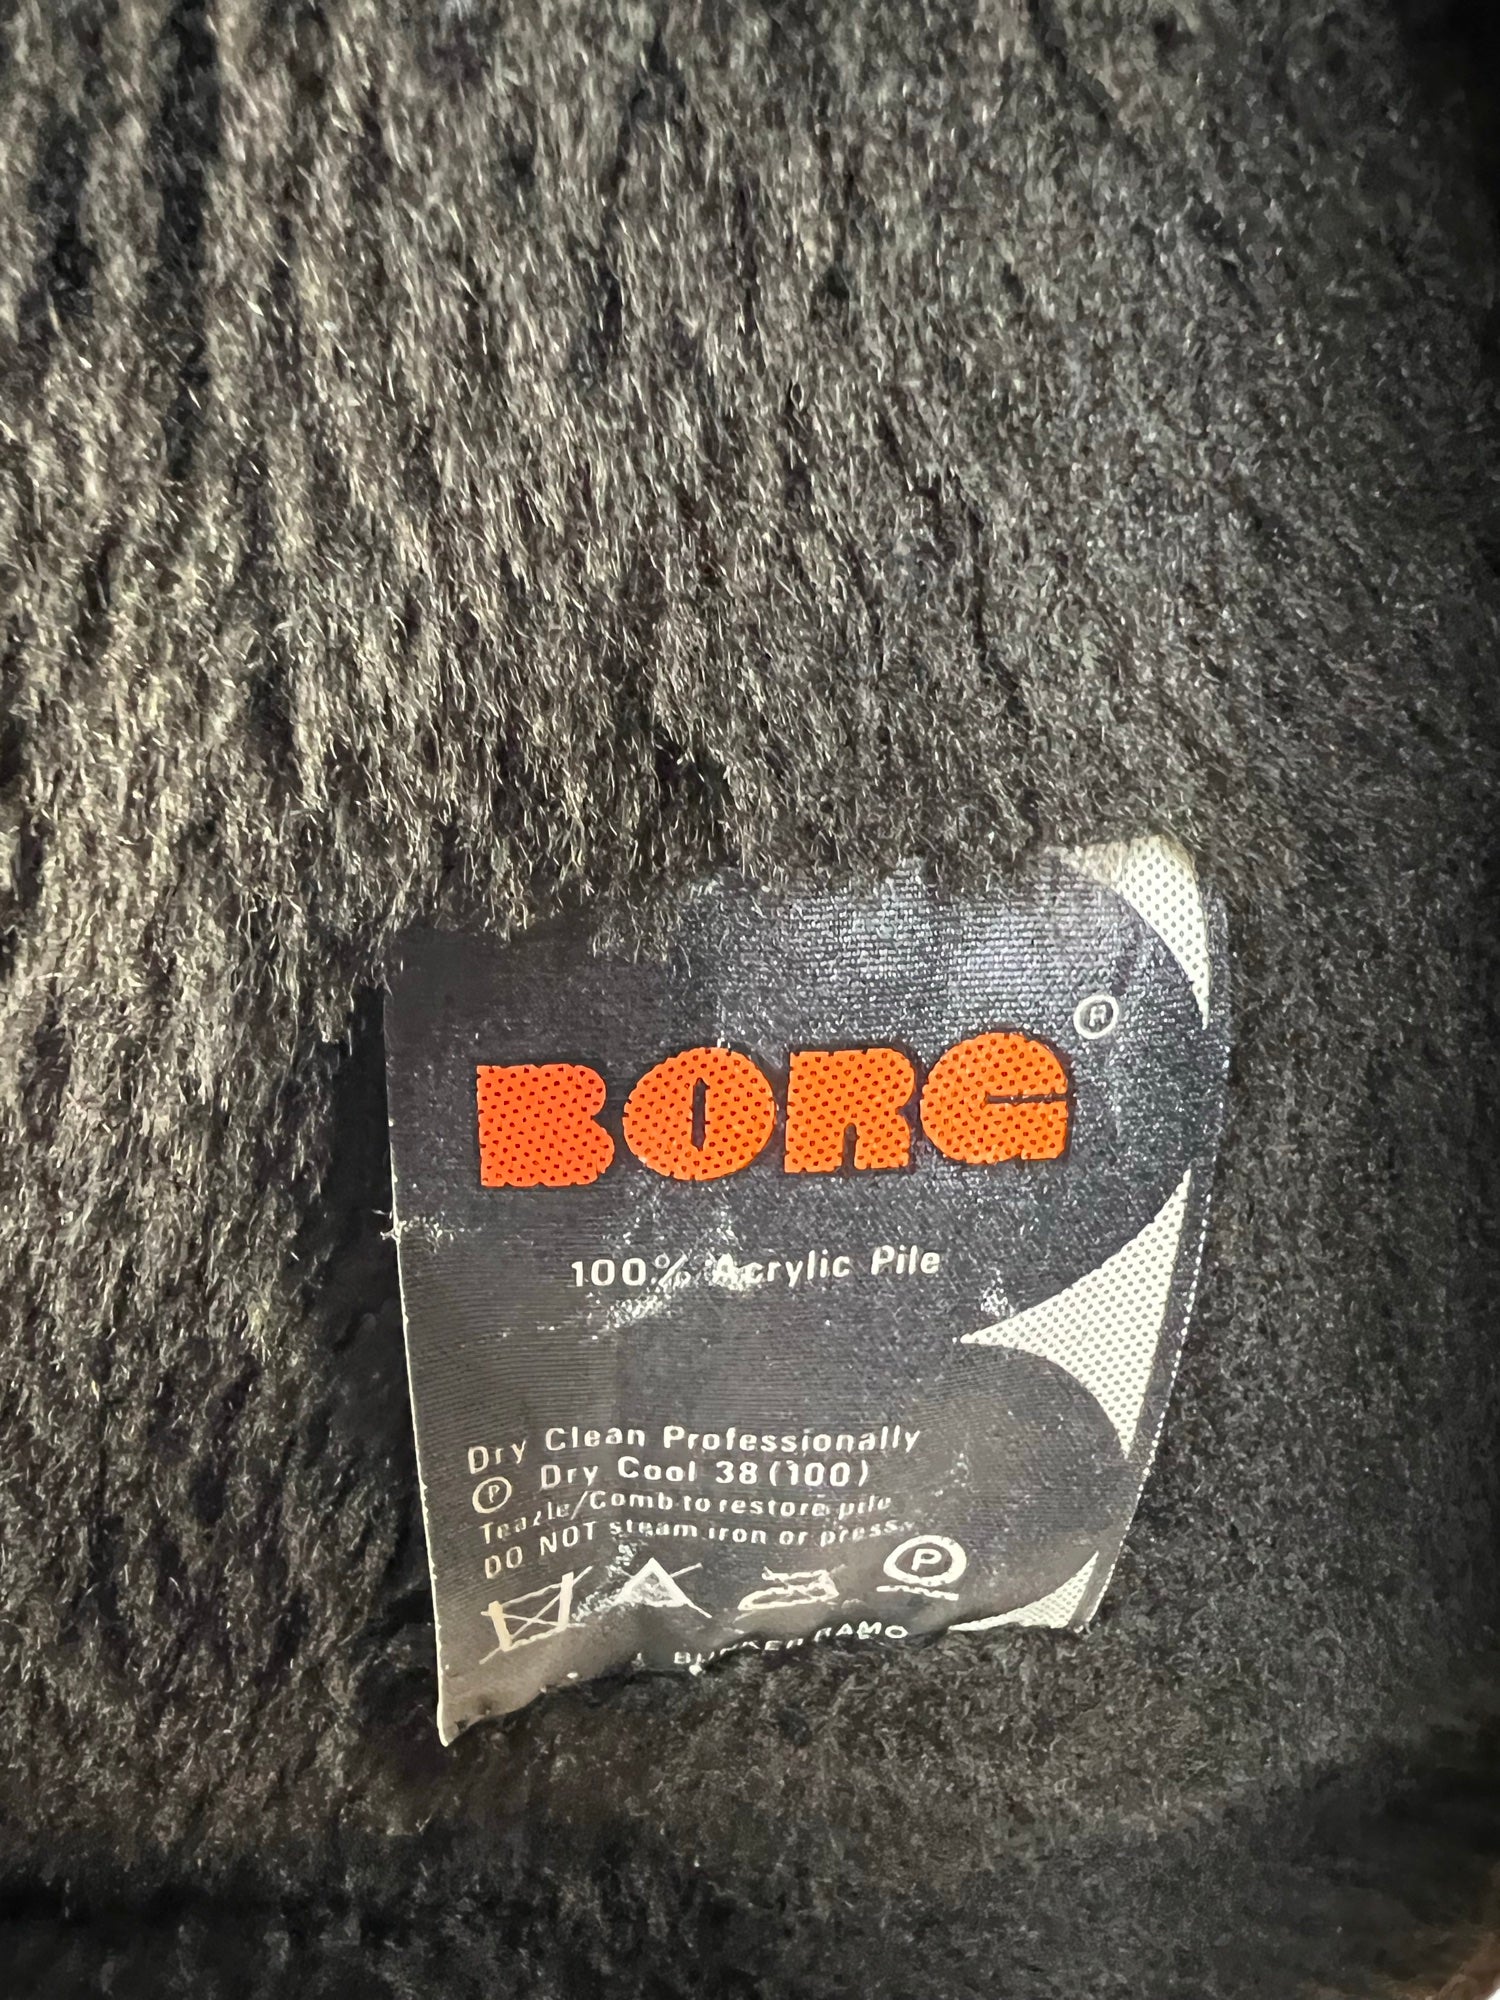 BORG ®
100% Acrylic Pile
Dry Clean Professionally
Ⓟ Dry Cool 38 (100)
Teazle/Comb to restore pile
DO NOT steam iron or press
P
RAMO